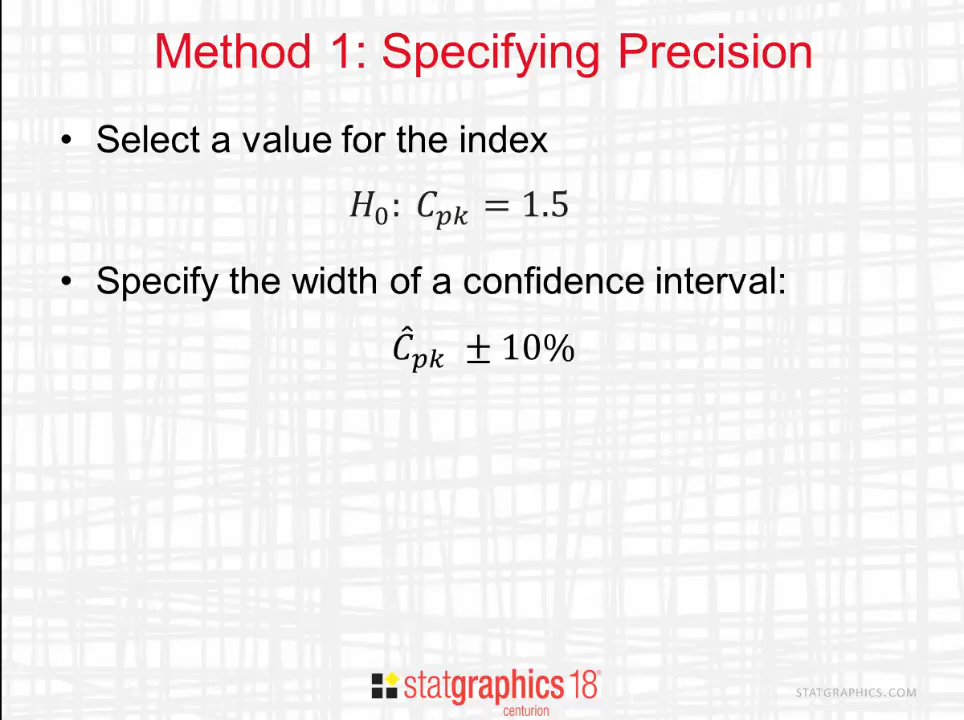 Method 1: Specifying Precision
• Select a value for the index
H₀: Cₚₖ = 1.5
• Specify the width of a confidence interval:
Ĉₚₖ ± 10%
statgraphics 18®
centurion
STATGRAPHICS.COM